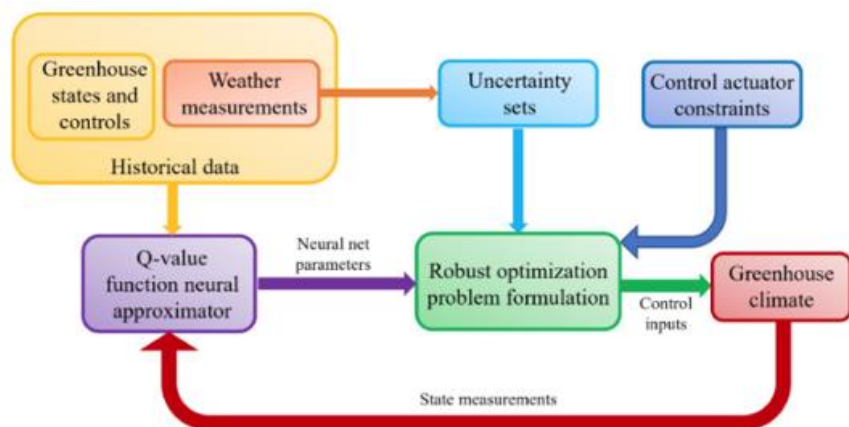 Greenhouse
states and
controls
Weather
measurements
Historical data
Uncertainty
sets
Control actuator
constraints
Q-value
function neural
approximator
Neural net
parameters
Robust optimization
problem formulation
Control
inputs
Greenhouse
climate
State measurements